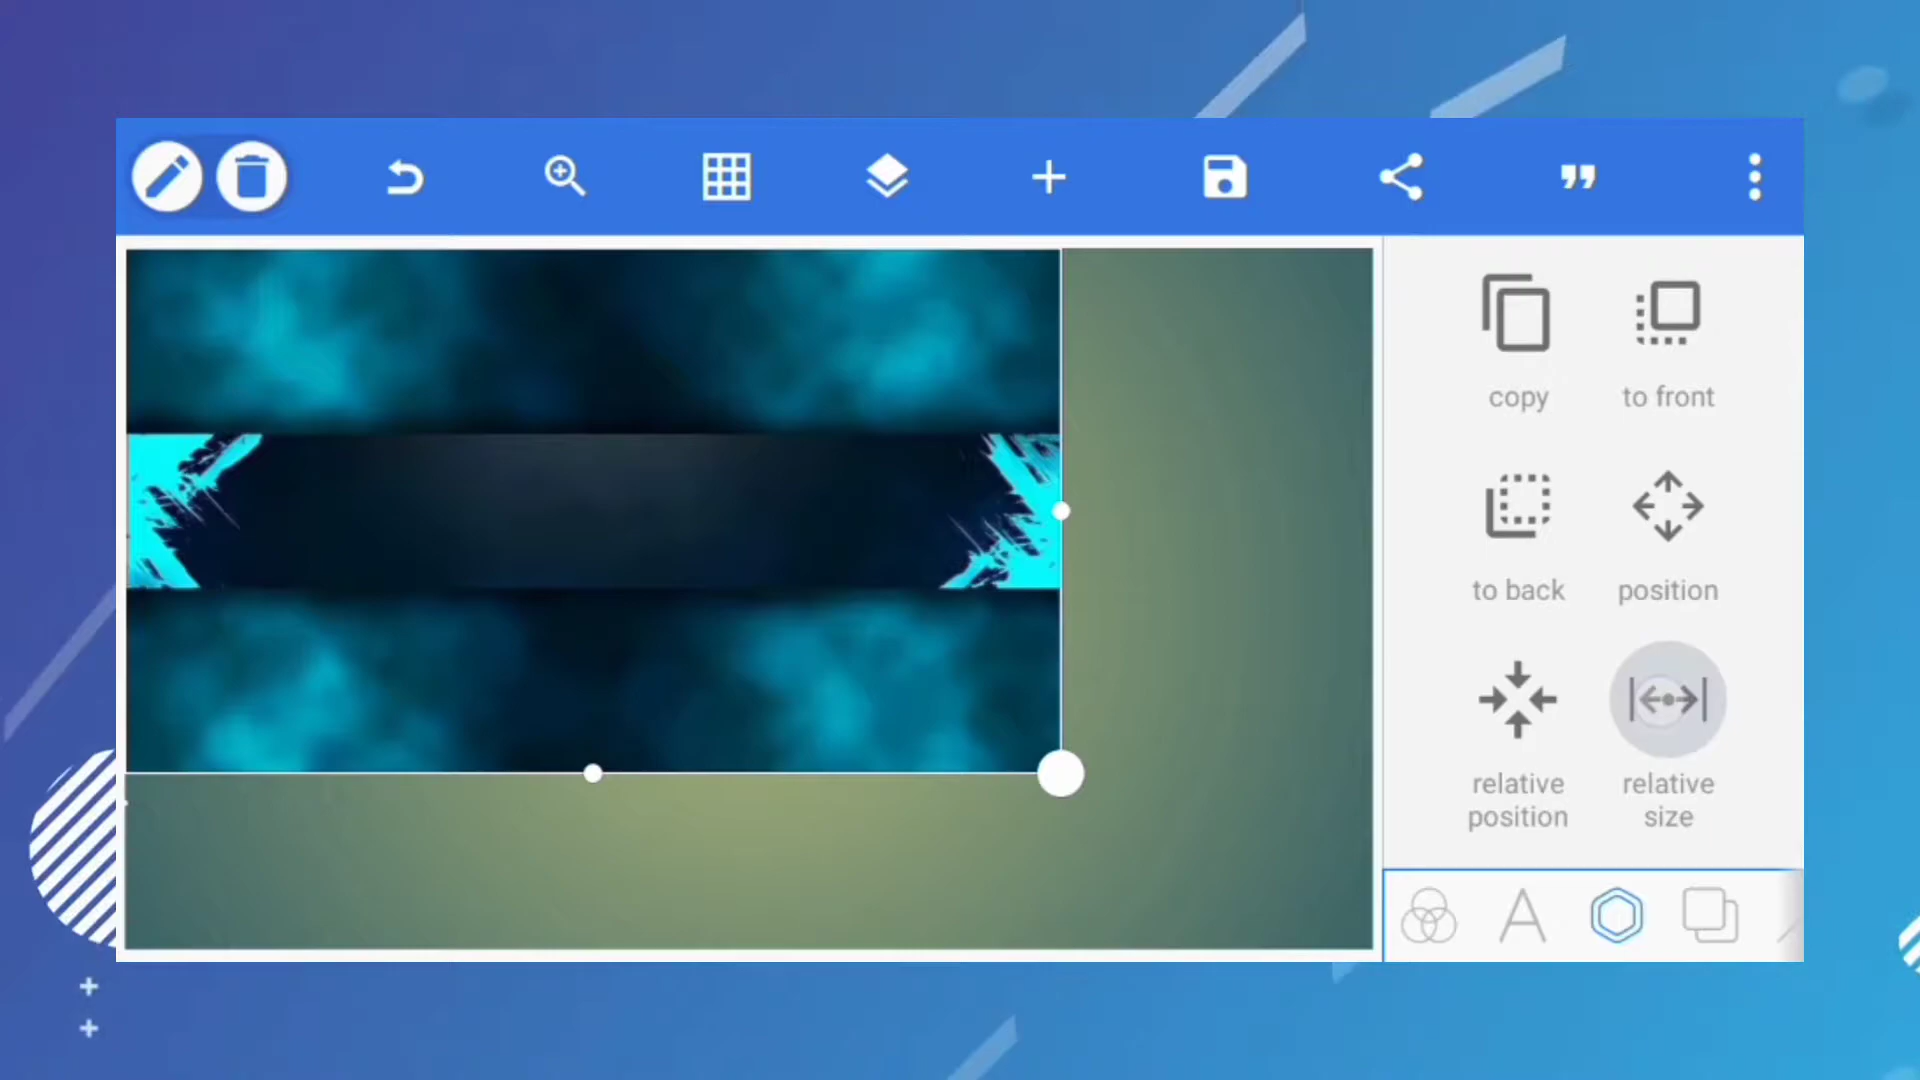 copy
to front
to back
position
relative
position
relative
size